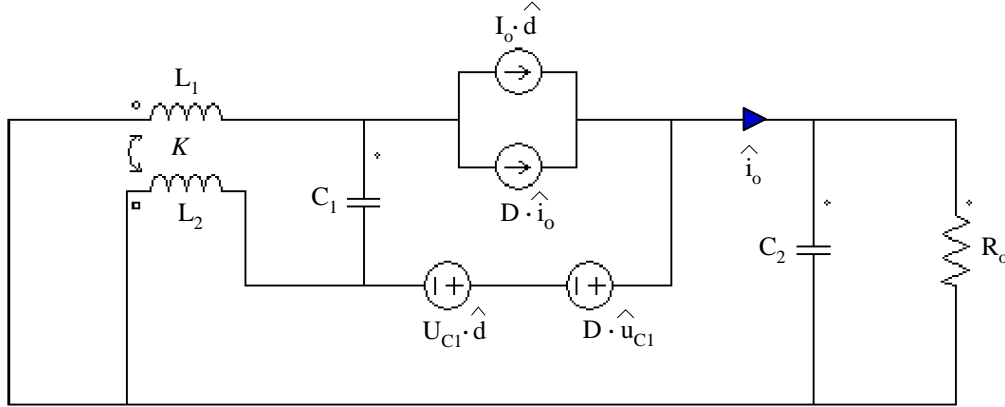 I_o · d̂
L_1
K
î_o
C_1
D · î_o
L_2
C_2
R_o
U_C1 · d̂
D · û_C1